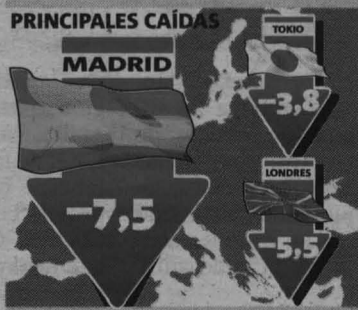 PRINCIPALES CAÍDAS
MADRID
−7,5
TOKIO
−3,8
LONDRES
−5,5